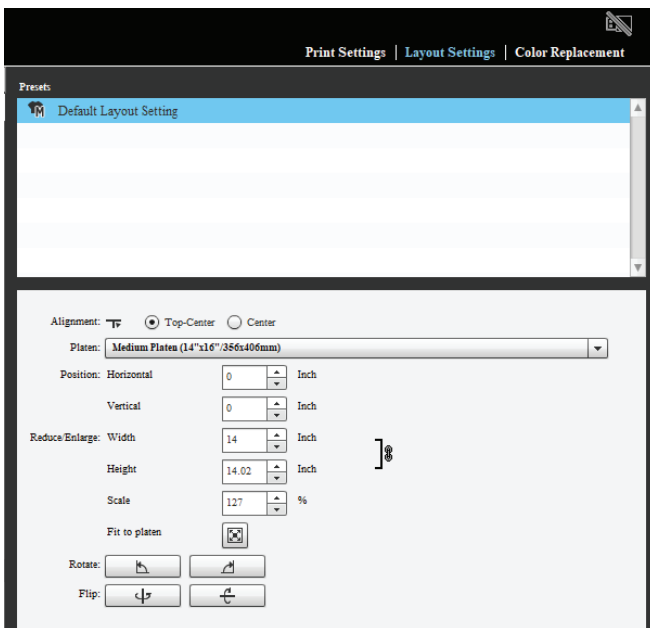 Print Settings | Layout Settings | Color Replacement
Presets
M Default Layout Setting
Alignment: Top-Center Center
Platen: Medium Platen (14"x16"/356x406mm)
Position: Horizontal 0 Inch
Vertical 0 Inch
Reduce/Enlarge: Width 14 Inch
Height 14.02 Inch
Scale 127 %
Fit to platen
Rotate:
Flip: